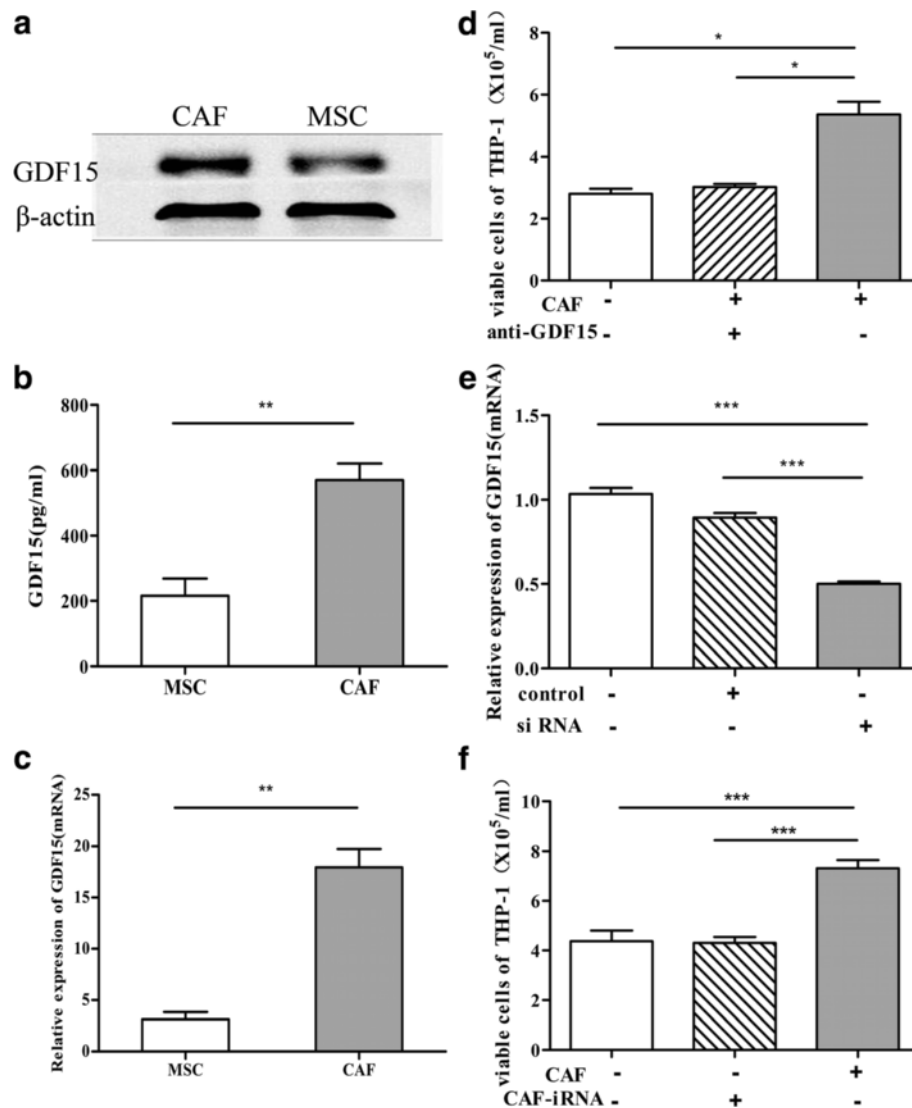 a
CAF MSC
GDF15
β-actin
b
GDF15(pg/ml)
800
600
400
200
0
**
MSC CAF
c
Relative expression of GDF15(mRNA)
25
20
15
10
5
0
**
MSC CAF
d
viable cells of THP-1 (X10⁵/ml)
8
6
4
2
0
*
*
CAF - + +
anti-GDF15 - + -
e
Relative expression of GDF15(mRNA)
1.5
1.0
0.5
0.0
***
***
control - + -
si RNA - - +
f
viable cells of THP-1 (X10⁵/ml)
10
8
6
4
2
0
***
***
CAF - - +
CAF-iRNA - + -